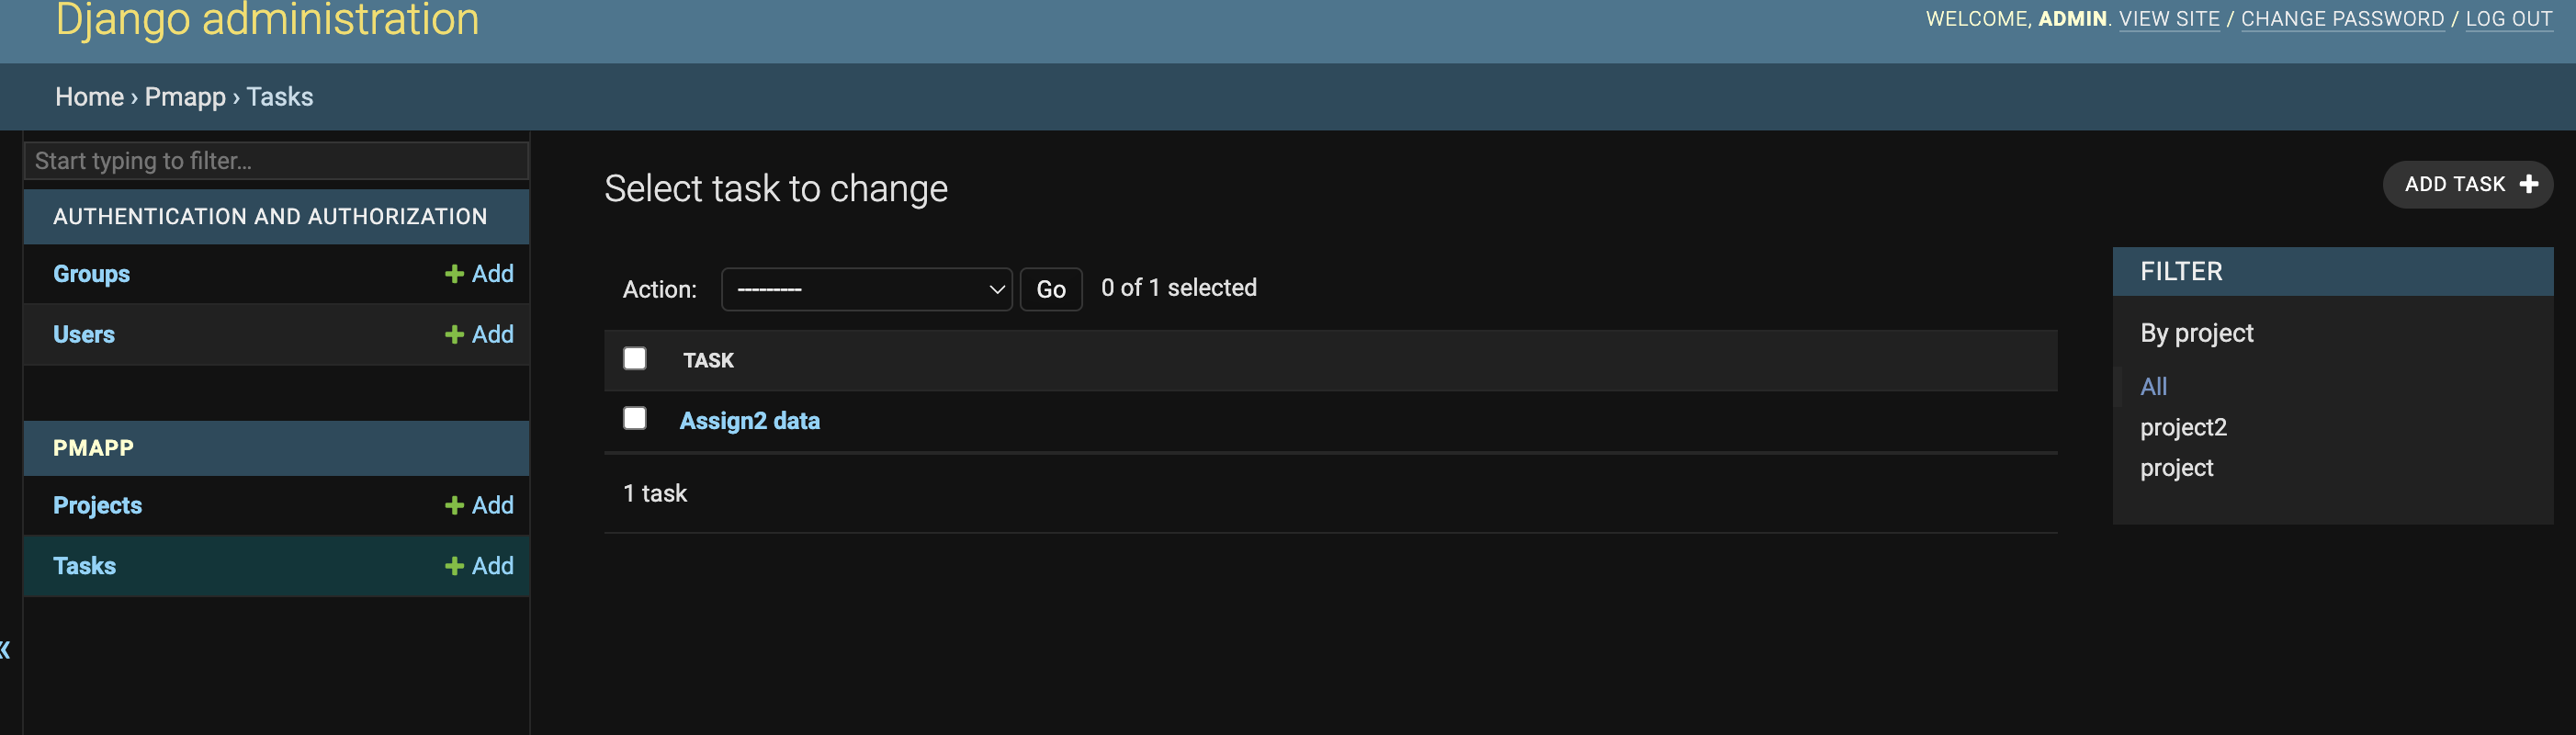 Django administration
WELCOME, ADMIN. VIEW SITE / CHANGE PASSWORD / LOG OUT
Home › Pmapp › Tasks
Start typing to filter...
AUTHENTICATION AND AUTHORIZATION
Groups + Add
Users + Add
PMAPP
Projects + Add
Tasks + Add
«
Select task to change
ADD TASK +
Action: --------- Go 0 of 1 selected
TASK
Assign2 data
1 task
FILTER
By project
All
project2
project